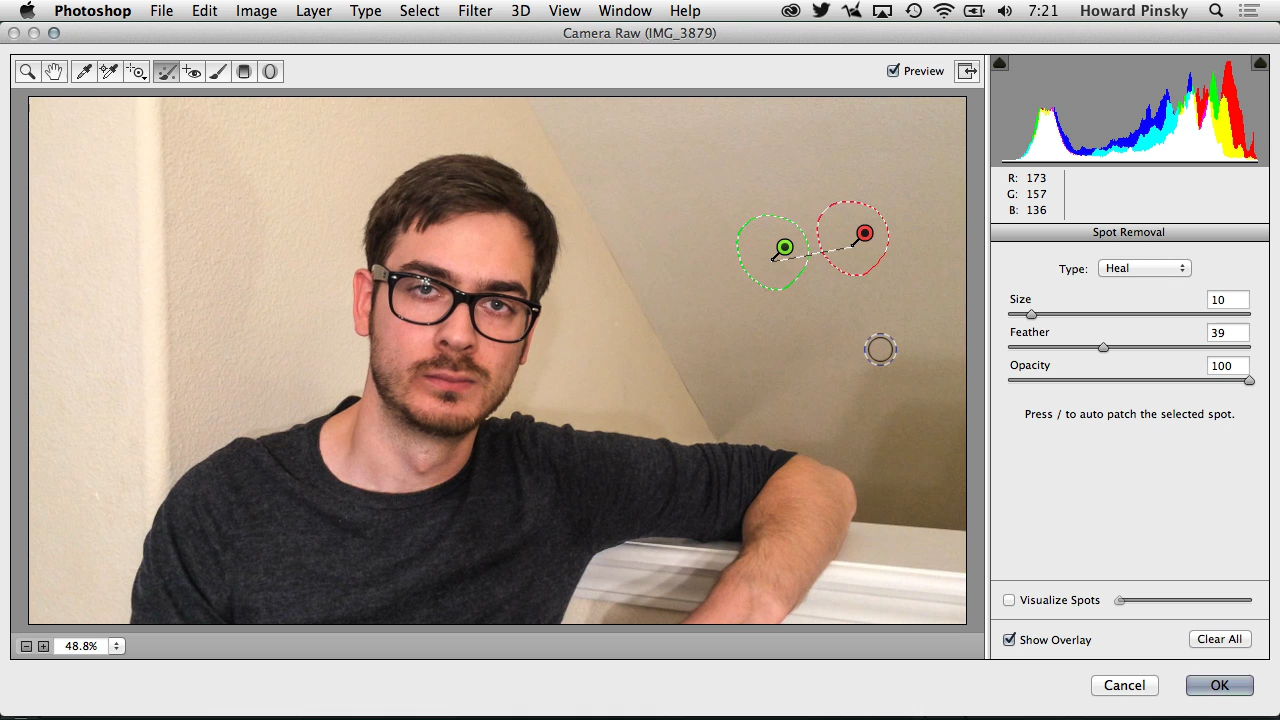 Photoshop File Edit Image Layer Type Select Filter 3D View Window Help 7:21 Howard Pinsky
Camera Raw (IMG_3879)
Preview
R: 173
G: 157
B: 136
Spot Removal
Type: Heal
Size 10
Feather 39
Opacity 100
Press / to auto patch the selected spot.
Visualize Spots
Show Overlay Clear All
48.8%
Cancel OK